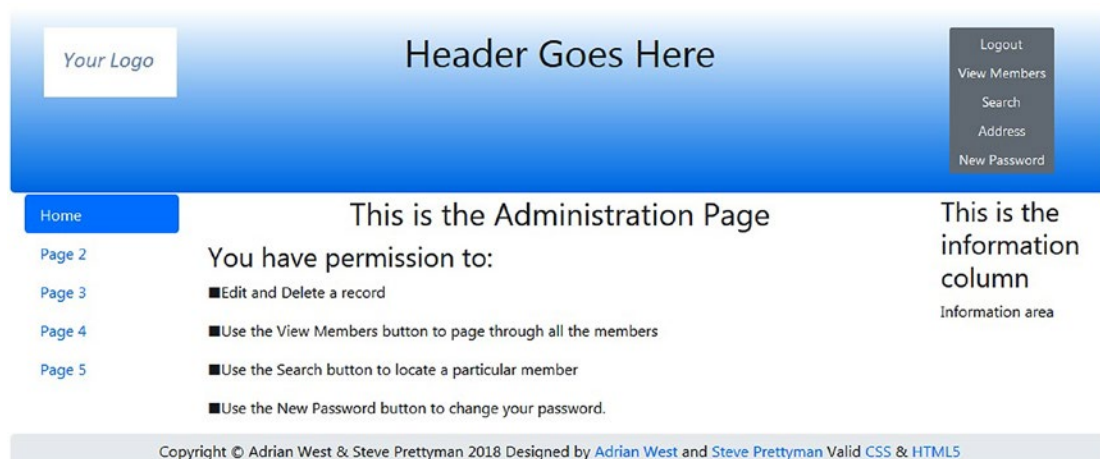 Your Logo
Header Goes Here
Logout
View Members
Search
Address
New Password
Home
Page 2
Page 3
Page 4
Page 5
This is the Administration Page
You have permission to:
■Edit and Delete a record
■Use the View Members button to page through all the members
■Use the Search button to locate a particular member
■Use the New Password button to change your password.
This is the
information
column
Information area
Copyright © Adrian West & Steve Prettyman 2018 Designed by Adrian West and Steve Prettyman Valid CSS & HTML5